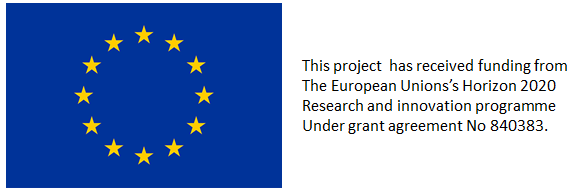 This project  has received funding from
The European Unions’s Horizon 2020
Research and innovation programme
Under grant agreement No 840383.